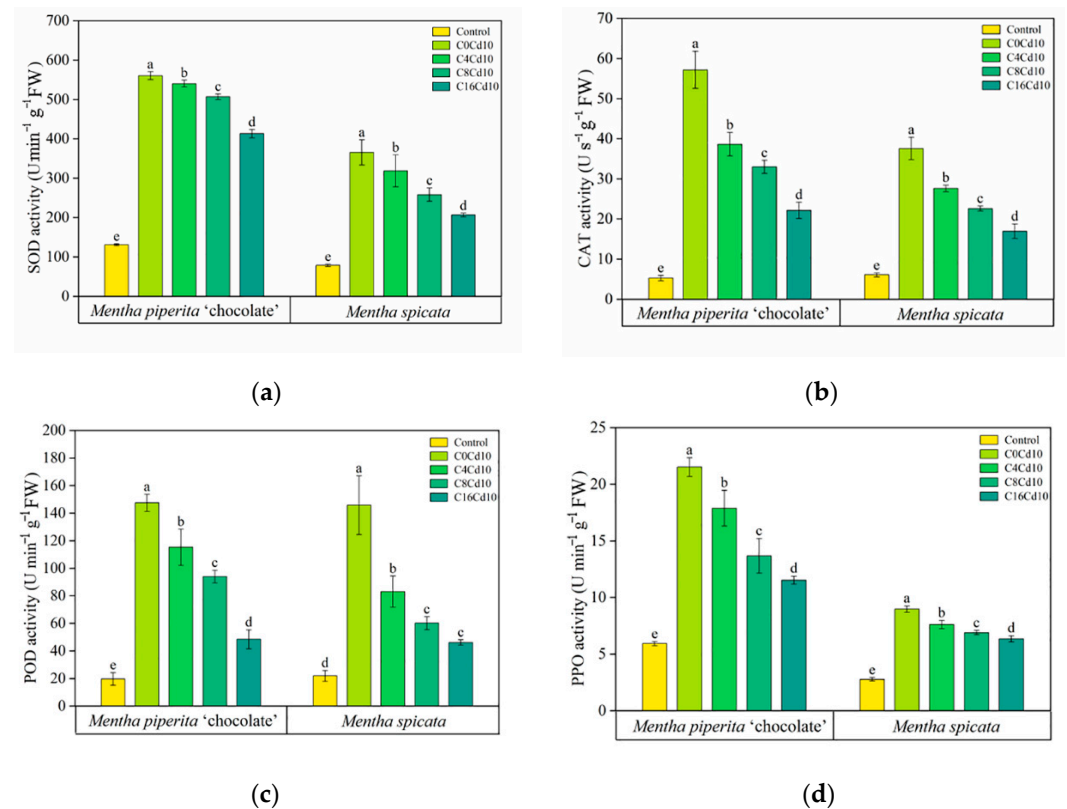 700
600
500
400
300
200
100
0
SOD activity (U min⁻¹ g⁻¹ FW)
Control
C0Cd10
C4Cd10
C8Cd10
C16Cd10
e
a
b
c
d
e
a
b
c
d
Mentha piperita ‘chocolate’
Mentha spicata
(a)
70
60
50
40
30
20
10
0
CAT activity (U s⁻¹ g⁻¹ FW)
Control
C0Cd10
C4Cd10
C8Cd10
C16Cd10
e
a
b
c
d
e
a
b
c
d
Mentha piperita ‘chocolate’
Mentha spicata
(b)
200
180
160
140
120
100
80
60
40
20
0
POD activity (U min⁻¹ g⁻¹ FW)
Control
C0Cd10
C4Cd10
C8Cd10
C16Cd10
e
a
b
c
d
d
a
b
c
c
Mentha piperita ‘chocolate’
Mentha spicata
(c)
25
20
15
10
5
0
PPO activity (U min⁻¹ g⁻¹ FW)
Control
C0Cd10
C4Cd10
C8Cd10
C16Cd10
e
a
b
c
d
e
a
b
c
d
Mentha piperita ‘chocolate’
Mentha spicata
(d)